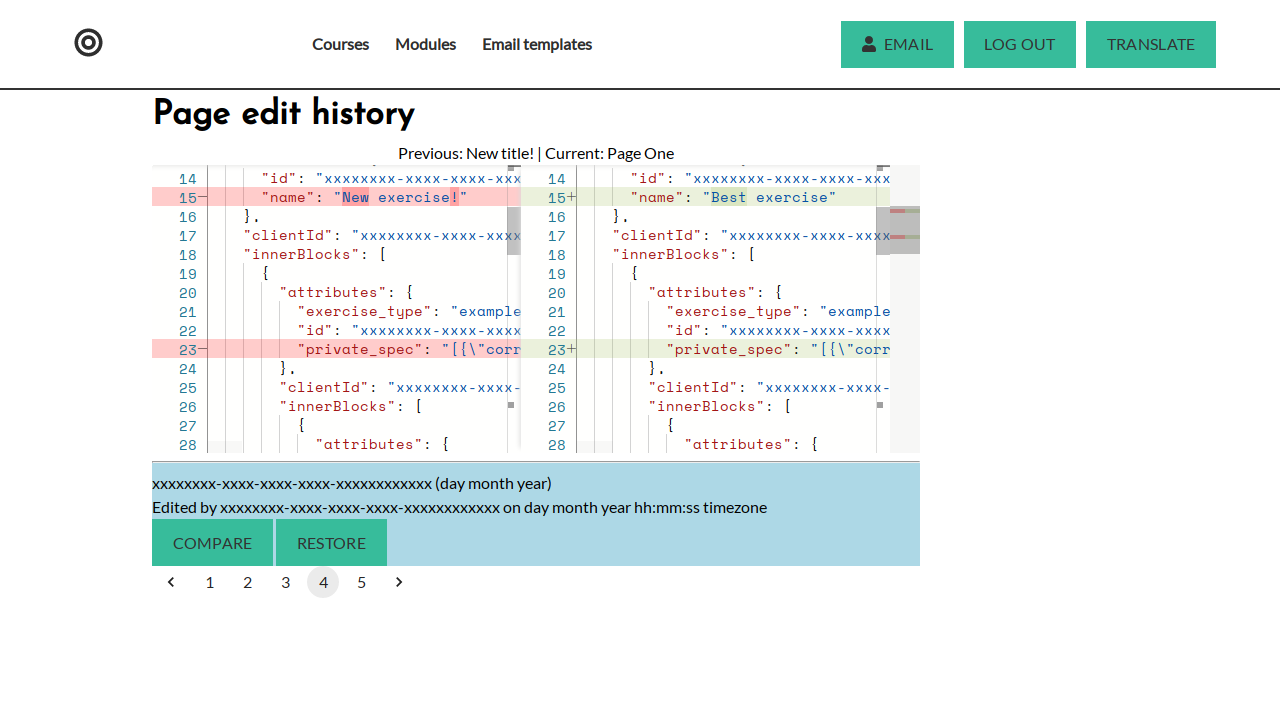 Courses Modules Email templates EMAIL LOG OUT TRANSLATE
Page edit history
Previous: New title! | Current: Page One
14 "id": "xxxxxxxx-xxxx-xxxx-xxx
15 "name": "New exercise!"
16 },
17 "clientId": "xxxxxxxx-xxxx-xxxx
18 "innerBlocks": [
19 {
20 "attributes": {
21 "exercise_type": "example
22 "id": "xxxxxxxx-xxxx-xxxx
23 "private_spec": "[{\"corr
24 },
25 "clientId": "xxxxxxxx-xxxx-
26 "innerBlocks": [
27 {
28 "attributes": {
14 "id": "xxxxxxxx-xxxx-xxxx-xxx
15 "name": "Best exercise"
16 },
17 "clientId": "xxxxxxxx-xxxx-xxxx
18 "innerBlocks": [
19 {
20 "attributes": {
21 "exercise_type": "example
22 "id": "xxxxxxxx-xxxx-xxxx
23 "private_spec": "[{\"corr
24 },
25 "clientId": "xxxxxxxx-xxxx-
26 "innerBlocks": [
27 {
28 "attributes": {
xxxxxxxx-xxxx-xxxx-xxxx-xxxxxxxxxxxx (day month year)
Edited by xxxxxxxx-xxxx-xxxx-xxxx-xxxxxxxxxxxx on day month year hh:mm:ss timezone
COMPARE RESTORE
1 2 3 4 5